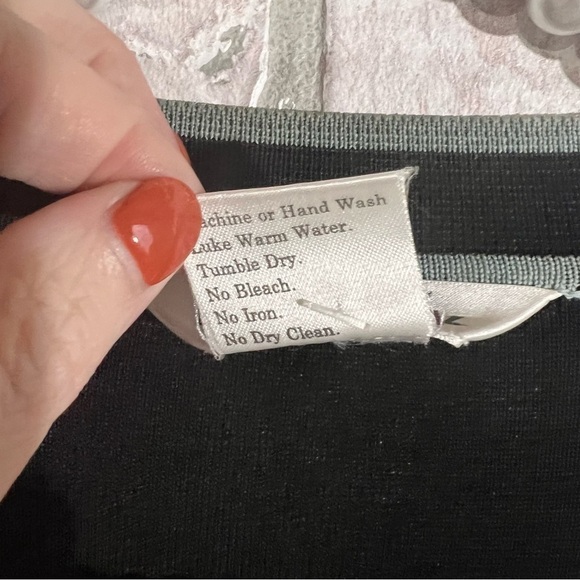 achine or Hand Wash
Luke Warm Water.
Tumble Dry.
No Bleach.
No Iron.
No Dry Clean.